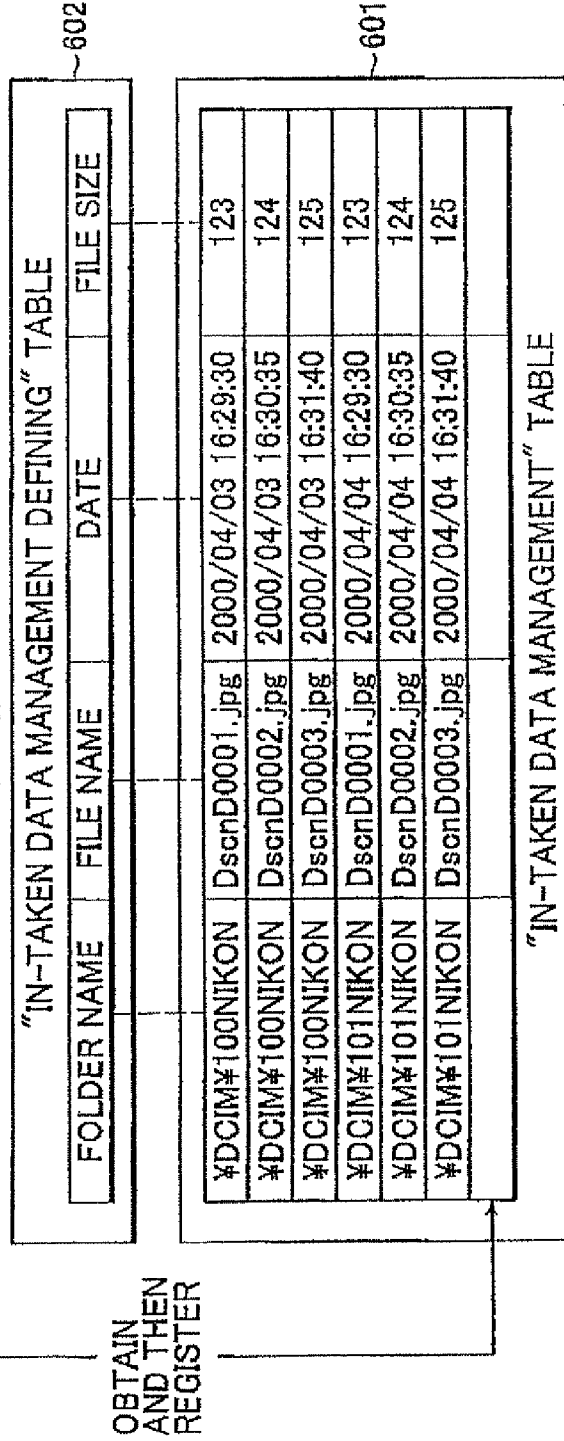 "IN-TAKEN DATA MANAGEMENT DEFINING" TABLE
FOLDER NAME FILE NAME DATE FILE SIZE
~602
¥DCIM¥100NIKON DscnD0001.jpg 2000/04/03 16:29:30 123
¥DCIM¥100NIKON DscnD0002.jpg 2000/04/03 16:30:35 124
¥DCIM¥100NIKON DscnD0003.jpg 2000/04/03 16:31:40 125
¥DCIM¥101NIKON DscnD0001.jpg 2000/04/04 16:29:30 123
¥DCIM¥101NIKON DscnD0002.jpg 2000/04/04 16:30:35 124
¥DCIM¥101NIKON DscnD0003.jpg 2000/04/04 16:31:40 125
~601
"IN-TAKEN DATA MANAGEMENT" TABLE
OBTAIN
AND THEN
REGISTER